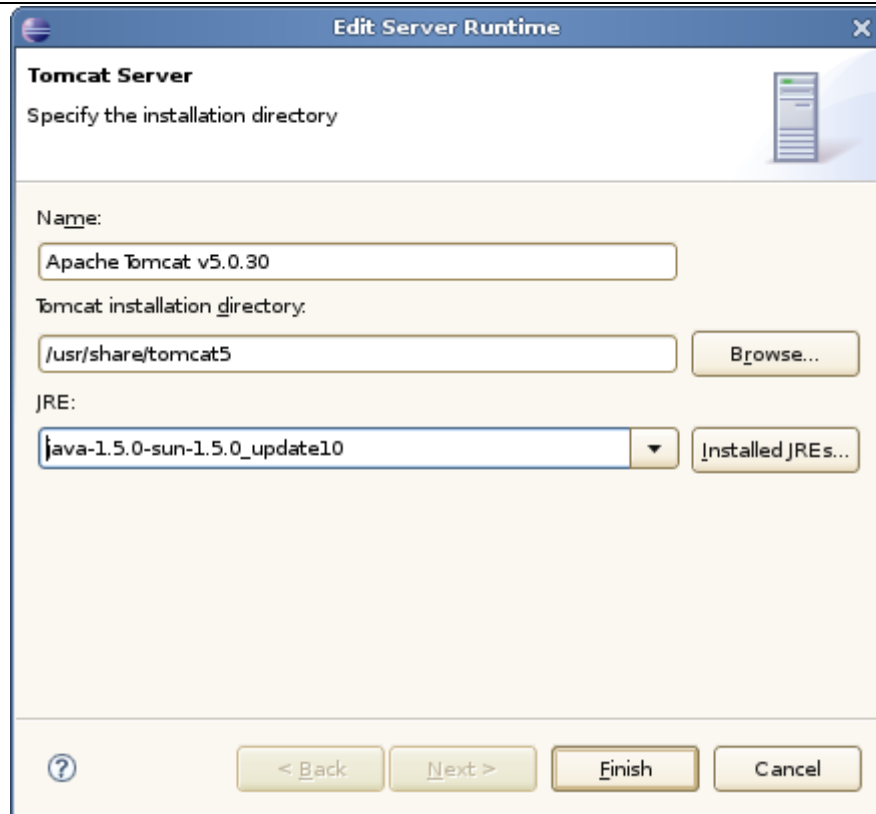 Edit Server Runtime
Tomcat Server
Specify the installation directory
Name:
Apache Tomcat v5.0.30
Tomcat installation directory:
/usr/share/tomcat5
Browse...
JRE:
java-1.5.0-sun-1.5.0_update10
Installed JREs...
< Back
Next >
Finish
Cancel